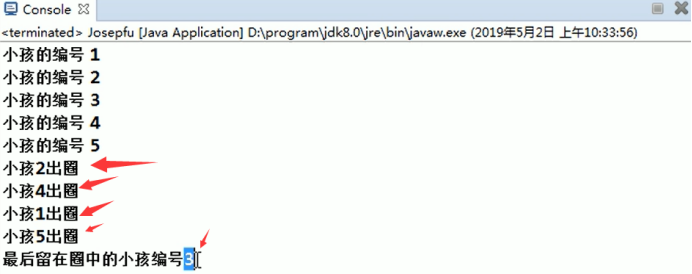 Console
<terminated> Josepfu [Java Application] D:\program\jdk8.0\jre\bin\javaw.exe (2019年5月2日 上午10:33:56)
小孩的编号 1
小孩的编号 2
小孩的编号 3
小孩的编号 4
小孩的编号 5
小孩2出圈
小孩4出圈
小孩1出圈
小孩5出圈
最后留在圈中的小孩编号3